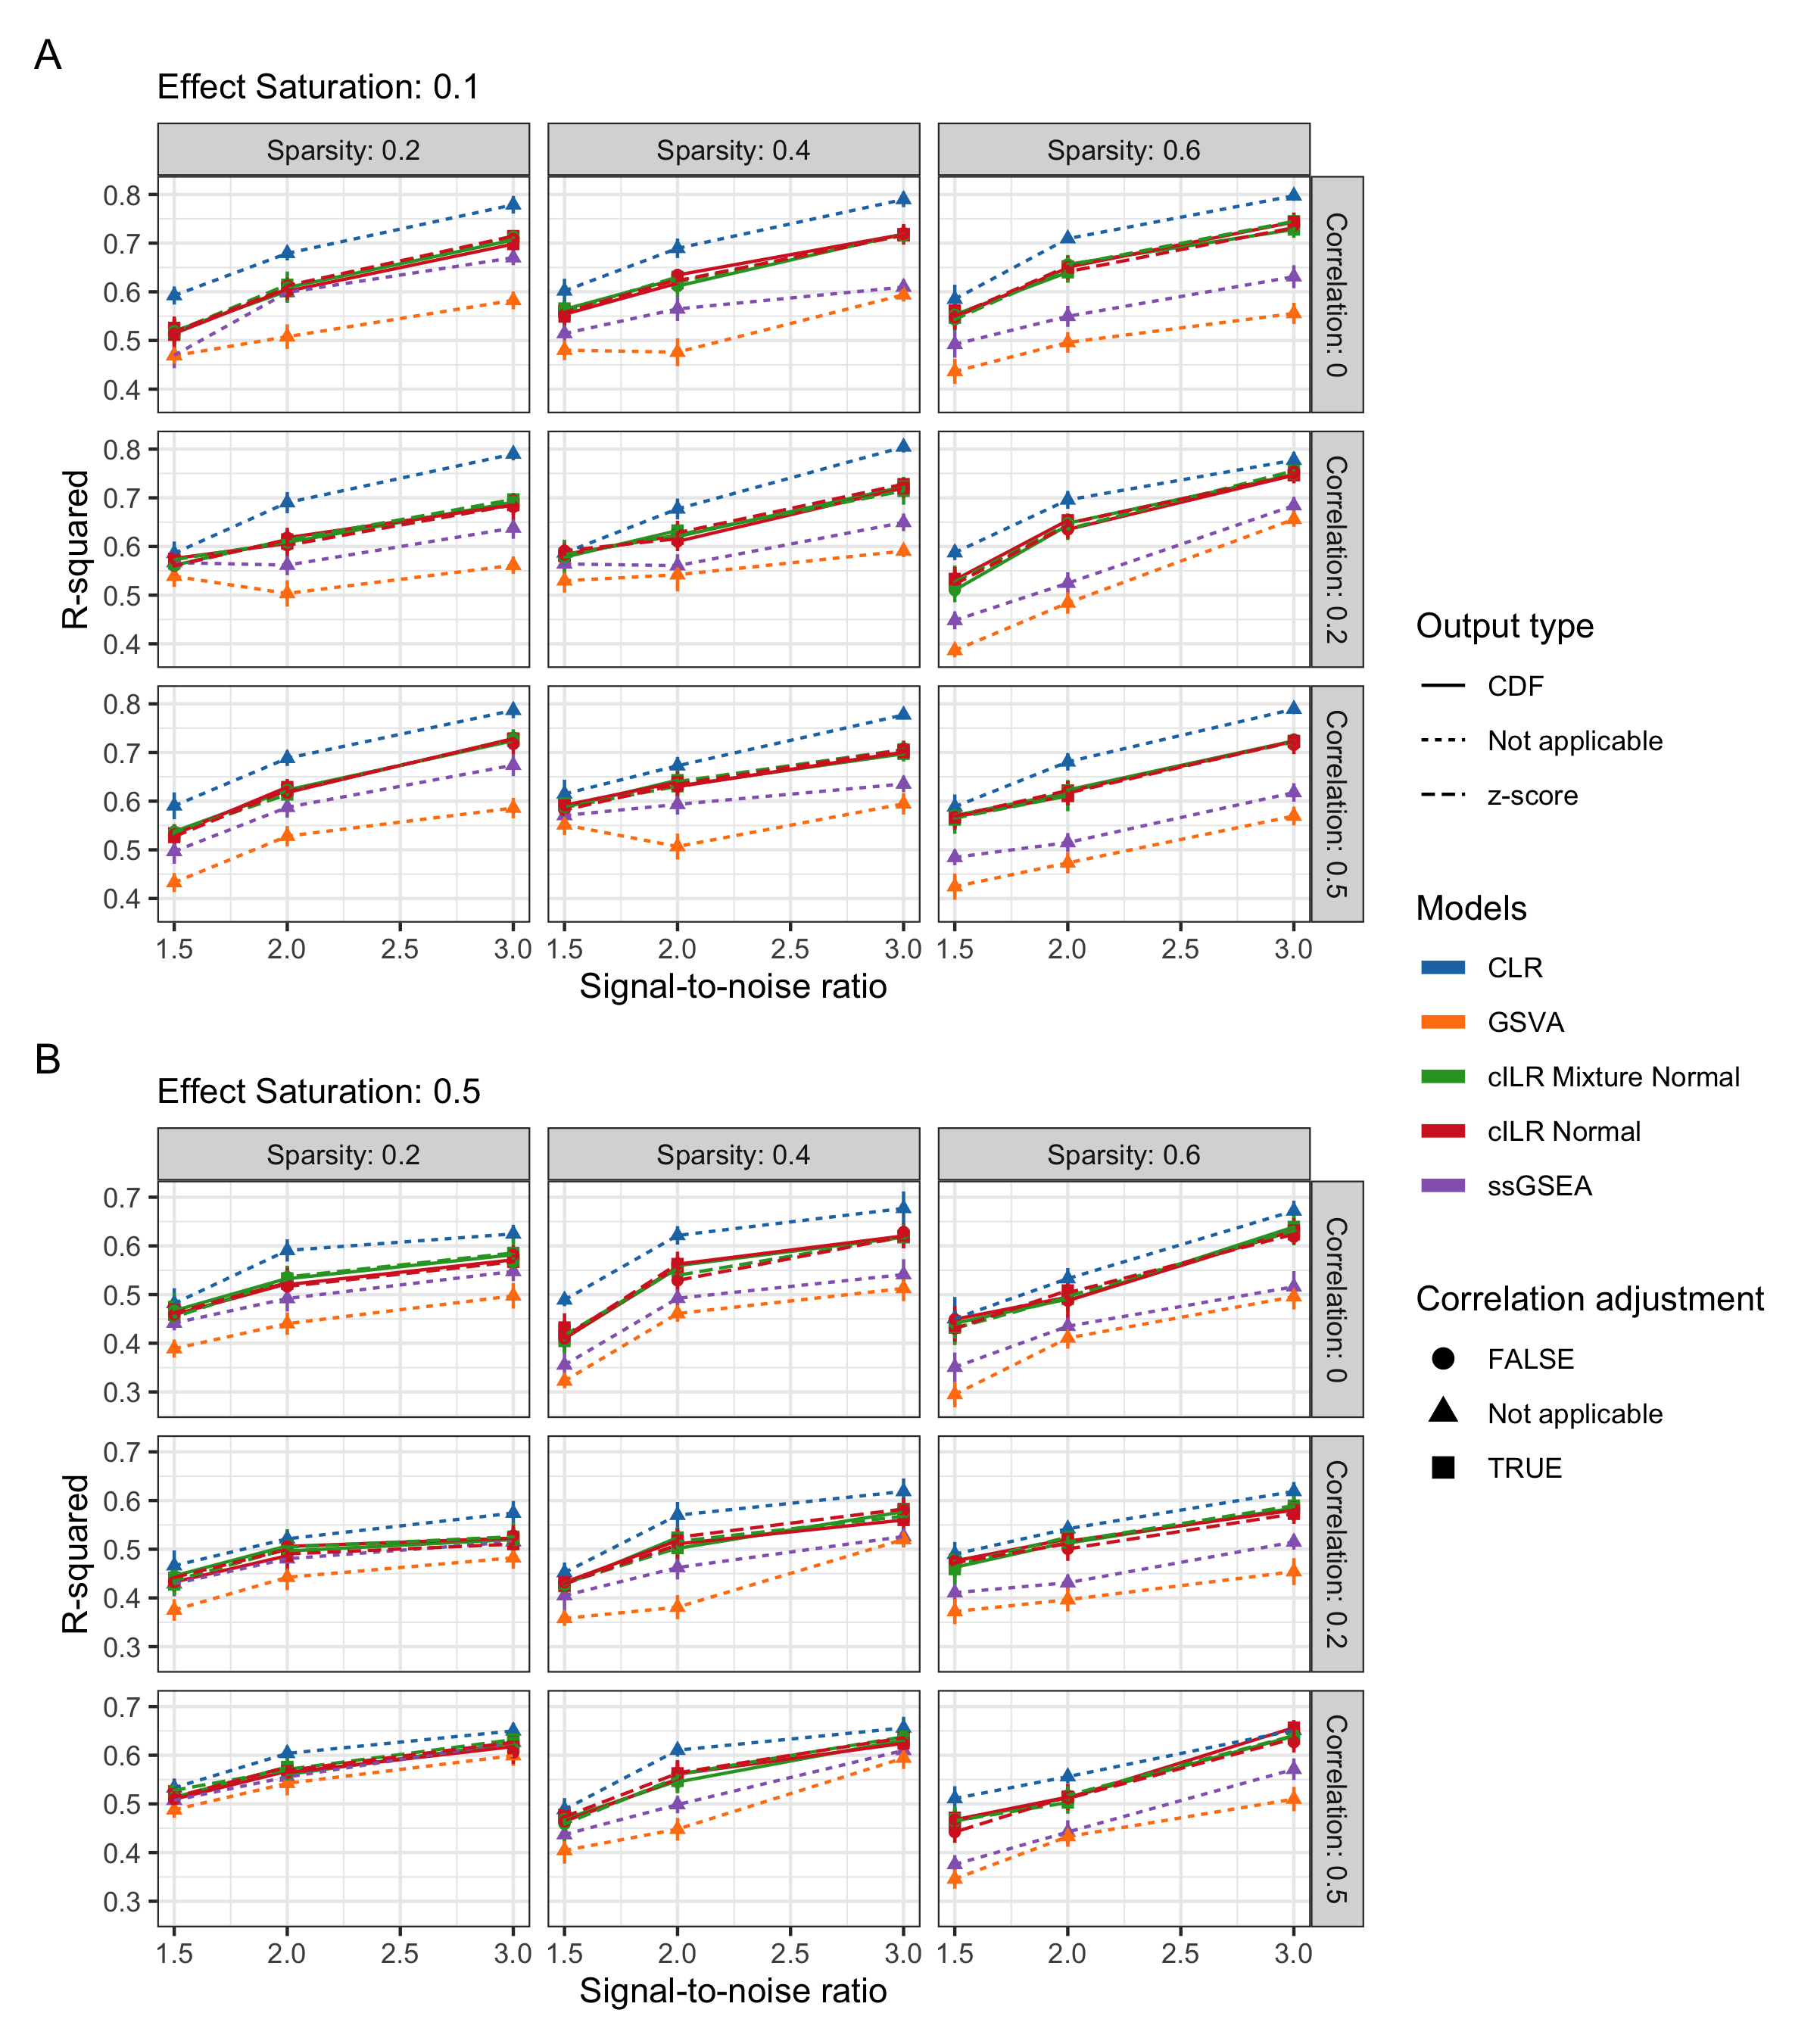 A
Effect Saturation: 0.1
Sparsity: 0.2
Sparsity: 0.4
Sparsity: 0.6
0.8
0.7
0.6
0.5
0.4
Correlation: 0
0.8
0.7
0.6
0.5
0.4
Correlation: 0.2
0.8
0.7
0.6
0.5
0.4
Correlation: 0.5
R-squared
1.5 2.0 2.5 3.0
1.5 2.0 2.5 3.0
1.5 2.0 2.5 3.0
Signal-to-noise ratio
B
Effect Saturation: 0.5
Sparsity: 0.2
Sparsity: 0.4
Sparsity: 0.6
0.7
0.6
0.5
0.4
0.3
Correlation: 0
0.7
0.6
0.5
0.4
0.3
Correlation: 0.2
0.7
0.6
0.5
0.4
0.3
Correlation: 0.5
R-squared
1.5 2.0 2.5 3.0
1.5 2.0 2.5 3.0
1.5 2.0 2.5 3.0
Signal-to-noise ratio
Output type
CDF
Not applicable
z-score
Models
CLR
GSVA
cILR Mixture Normal
cILR Normal
ssGSEA
Correlation adjustment
FALSE
Not applicable
TRUE